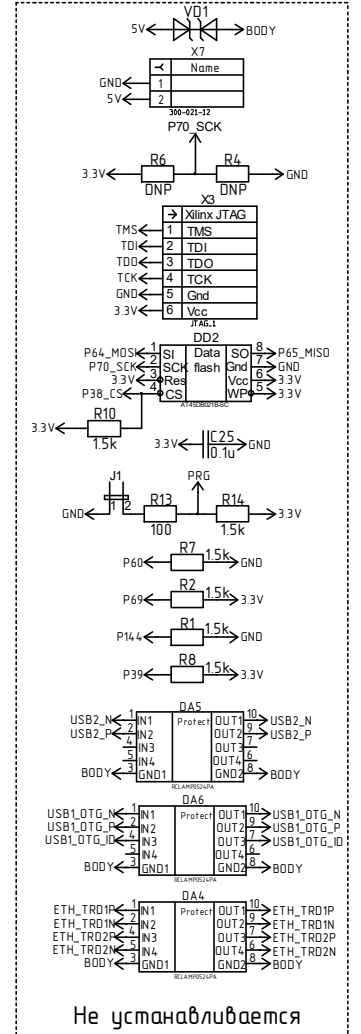 VD1
5V BODY
X7
Name
GND 1
5V 2
300-021-12
P70_SCK
R6 R4
3.3V GND
DNP DNP
X3
Xilinx JTAG
TMS 1 TMS
TDI 2 TDI
TDO 3 TDO
TCK 4 TCK
GND 5 Gnd
3.3V 6 Vcc
JTAG_1
DD2
P64_MOSI 1 SI Data SO 8 P65_MISO
P70_SCK 2 SCK flash Gnd 7 GND
3.3V 3 Res Vcc 6 3.3V
P38_CS 4 CS WP 5 3.3V
AT45DB021B-SC
R10
3.3V
1.5k
C25
3.3V GND
0.1u
J1 PRG
1 2 R13 R14
GND 3.3V
100 1.5k
R7 1.5k
P60 GND
R2 1.5k
P69 3.3V
R1 1.5k
P144 GND
R8 1.5k
P39 3.3V
DA5
USB2_N 1 IN1 Protect OUT1 10 USB2_N
USB2_P 2 IN2 OUT2 9 USB2_P
4 IN3 OUT3 7
5 IN4 OUT4 6
BODY 3 GND1 GND2 8 BODY
RCLAMP0524PA
DA6
USB1_OTG_N 1 IN1 Protect OUT1 10 USB1_OTG_N
USB1_OTG_P 2 IN2 OUT2 9 USB1_OTG_P
USB1_OTG_ID 4 IN3 OUT3 7 USB1_OTG_ID
5 IN4 OUT4 6
BODY 3 GND1 GND2 8 BODY
RCLAMP0524PA
DA4
ETH_TRD1P 1 IN1 Protect OUT1 10 ETH_TRD1P
ETH_TRD1N 2 IN2 OUT2 9 ETH_TRD1N
ETH_TRD2P 4 IN3 OUT3 7 ETH_TRD2P
ETH_TRD2N 5 IN4 OUT4 6 ETH_TRD2N
BODY 3 GND1 GND2 8 BODY
RCLAMP0524PA
Не устанавливается